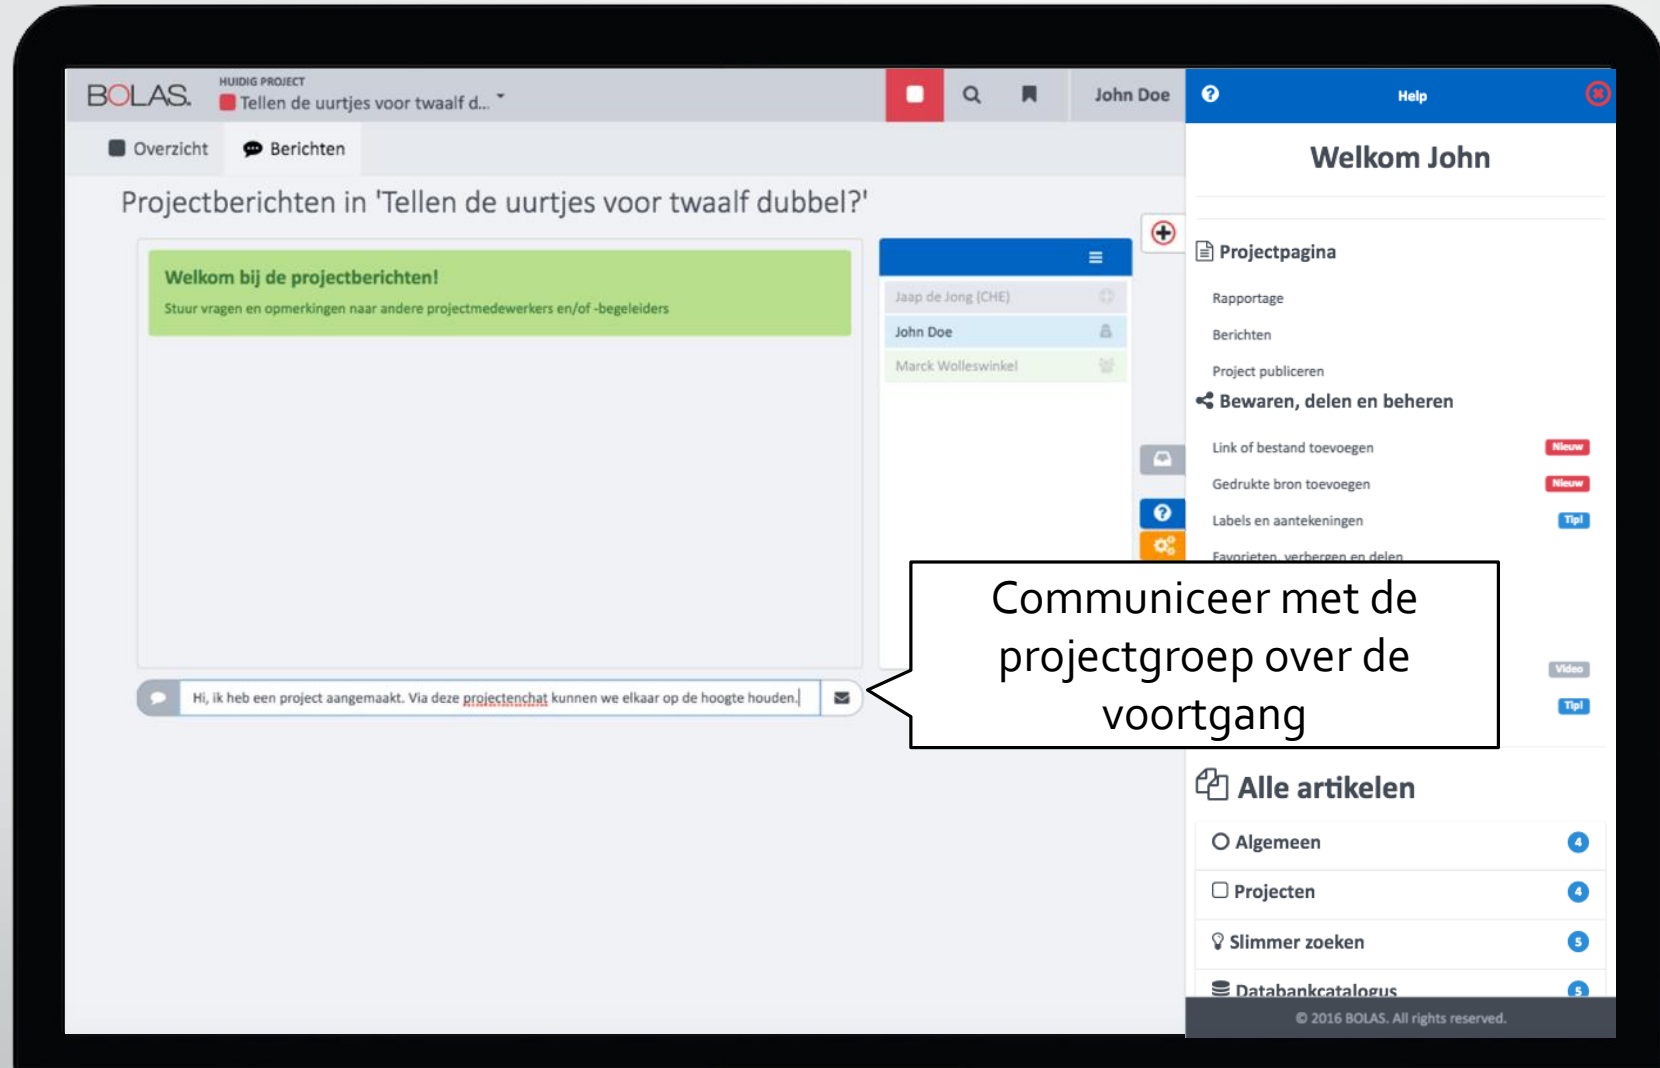 BOLAS.
HUIDIG PROJECT
Tellen de uurtjes voor twaalf d...
John Doe
Overzicht
Berichten
Projectberichten in 'Tellen de uurtjes voor twaalf dubbel?'
Welkom bij de projectberichten!
Stuur vragen en opmerkingen naar andere projectmedewerkers en/of -begeleiders
Jaap de Jong (CHE)
John Doe
Marck Wolleswinkel
Hi, ik heb een project aangemaakt. Via deze projectenchat kunnen we elkaar op de hoogte houden.
Communiceer met de
projectgroep over de
voortgang
Help
Welkom John
Projectpagina
Rapportage
Berichten
Project publiceren
Bewaren, delen en beheren
Link of bestand toevoegen
Nieuw
Gedrukte bron toevoegen
Nieuw
Labels en aantekeningen
Tip!
Favorieten, verbergen en delen
Video
Tip!
Alle artikelen
Algemeen
4
Projecten
4
Slimmer zoeken
5
Databankcatalogus
5
© 2016 BOLAS. All rights reserved.